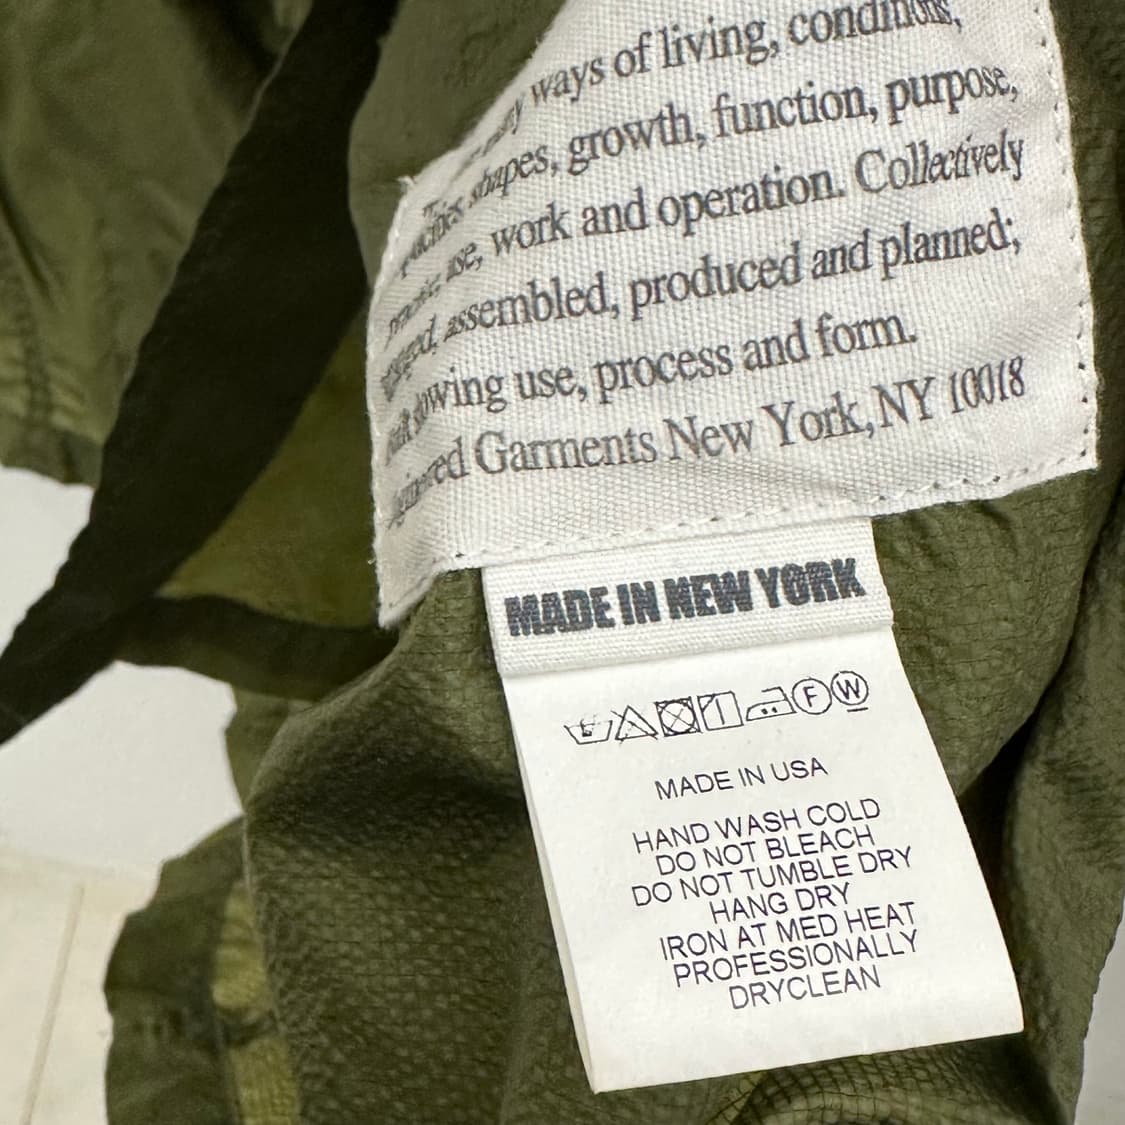 ways of living, conditions,
shapes, growth, function, purpose,
use, work and operation. Collectively
assembled, produced and planned;
use, process and form.
Garments New York, NY 10018
MADE IN NEW YORK
F W
MADE IN USA
HAND WASH COLD
DO NOT BLEACH
DO NOT TUMBLE DRY
HANG DRY
IRON AT MED HEAT
PROFESSIONALLY
DRYCLEAN